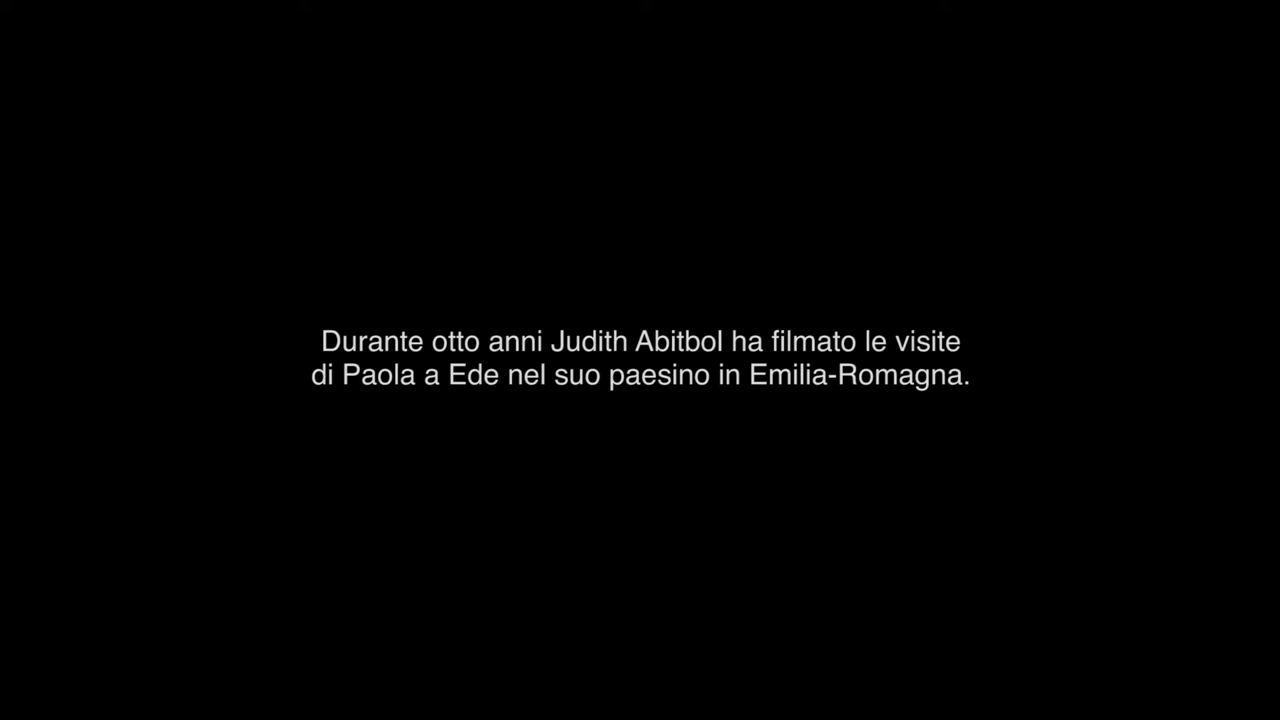 Durante otto anni Judith Abitbol ha filmato le visite
di Paola a Ede nel suo paesino in Emilia-Romagna.